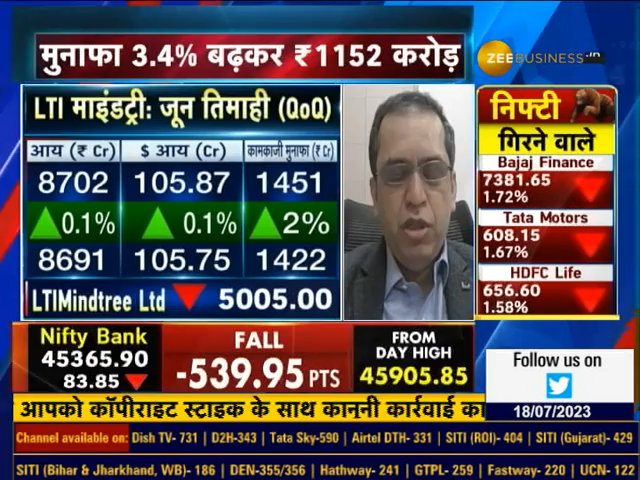 मुनाफा 3.4% बढ़कर ₹1152 करोड़
ZEE BUSINESS
LTI माइंडट्री: जून तिमाही (QoQ)
आय (₹ Cr) $ आय (Cr) कामकाजी मुनाफा (₹ Cr)
8702 105.87 1451
0.1% 0.1% 2%
8691 105.75 1422
LTIMindtree Ltd 5005.00
निफ्टी
गिरने वाले
Bajaj Finance
7381.65
1.72%
Tata Motors
608.15
1.67%
HDFC Life
656.60
1.58%
Nifty Bank
45365.90
83.85
FALL
-539.95 PTS
FROM
DAY HIGH
45905.85
Follow us on
18/07/2023
आपको कॉपीराइट स्टाइक के साथ कानूनी कार्रवाई का
Channel available on: Dish TV- 731 | D2H-343 | Tata Sky-590 | Airtel DTH- 331 | SITI (ROI)- 404 | SITI (Gujarat)- 429
SITI (Bihar & Jharkhand, WB)- 186 | DEN-355/356 | Hathway- 241 | GTPL- 259 | Fastway- 220 | UCN- 122